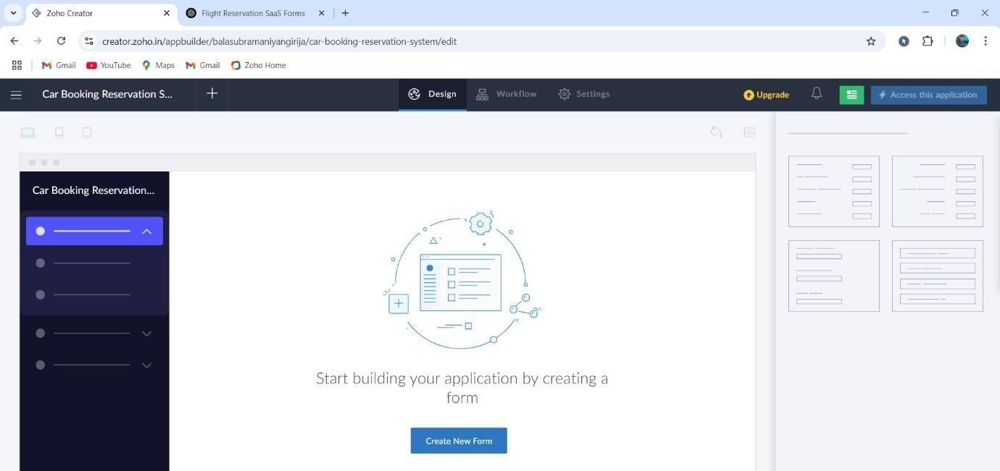 Zoho Creator
Flight Reservation SaaS Forms
creator.zoho.in/appbuilder/balasubramaniyangirija/car-booking-reservation-system/edit
Gmail
YouTube
Maps
Gmail
Zoho Home
Car Booking Reservation S...
Design
Workflow
Settings
Upgrade
Access this application
Car Booking Reservation...
Start building your application by creating a
form
Create New Form